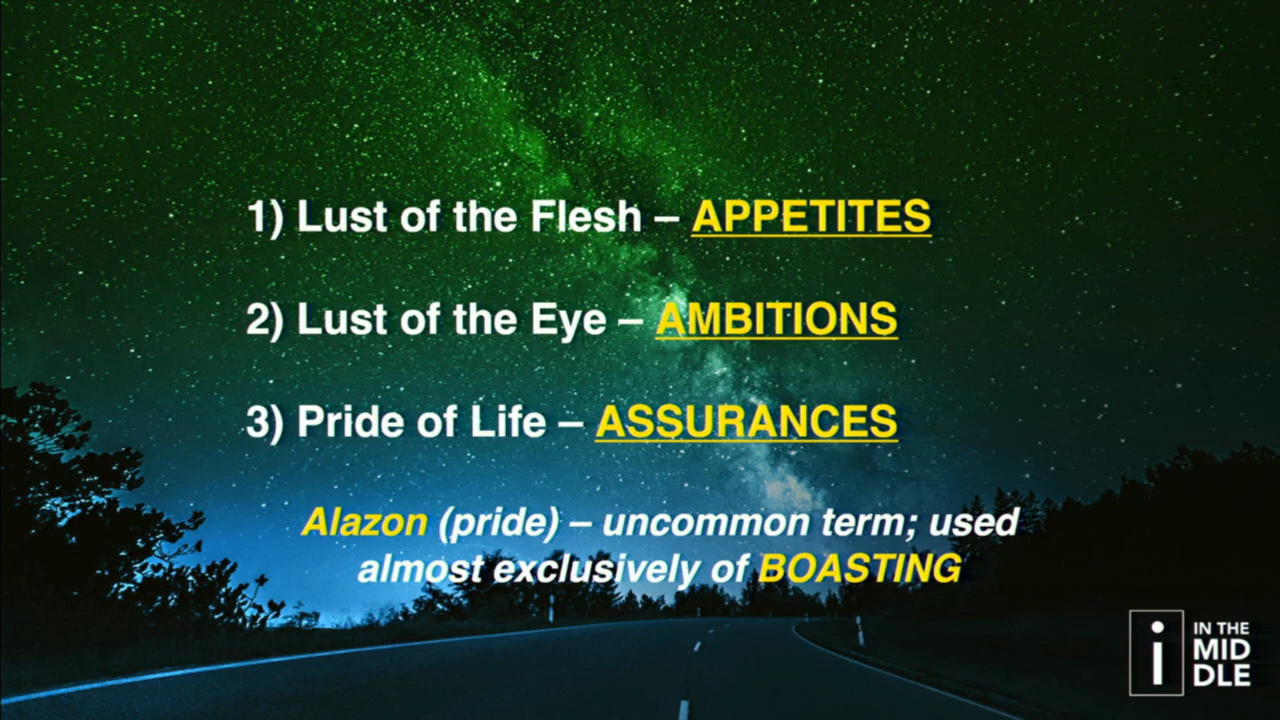 1) Lust of the Flesh – APPETITES
2) Lust of the Eye – AMBITIONS
3) Pride of Life – ASSURANCES
Alazon (pride) – uncommon term; used
almost exclusively of BOASTING
i
IN THE
MID
DLE